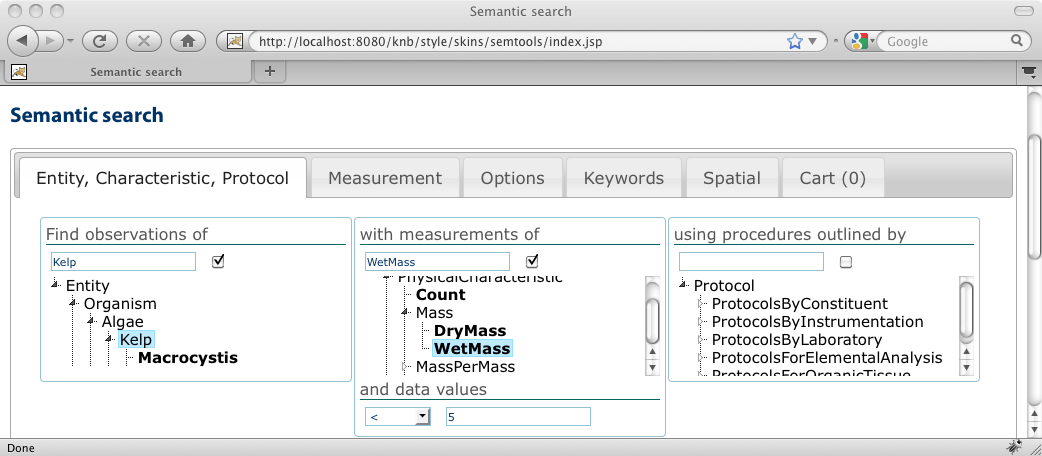 Semantic search
http://localhost:8080/knb/style/skins/semtools/index.jsp
Google
Semantic search
Semantic search
Entity, Characteristic, Protocol
Measurement
Options
Keywords
Spatial
Cart (0)
Find observations of
Kelp
Entity
Organism
Algae
Kelp
Macrocystis
with measurements of
WetMass
PhysicalCharacteristic
Count
Mass
DryMass
WetMass
MassPerMass
and data values
<
5
using procedures outlined by
Protocol
ProtocolsByConstituent
ProtocolsByInstrumentation
ProtocolsByLaboratory
ProtocolsForElementalAnalysis
ProtocolsForOrganicTissue
Done